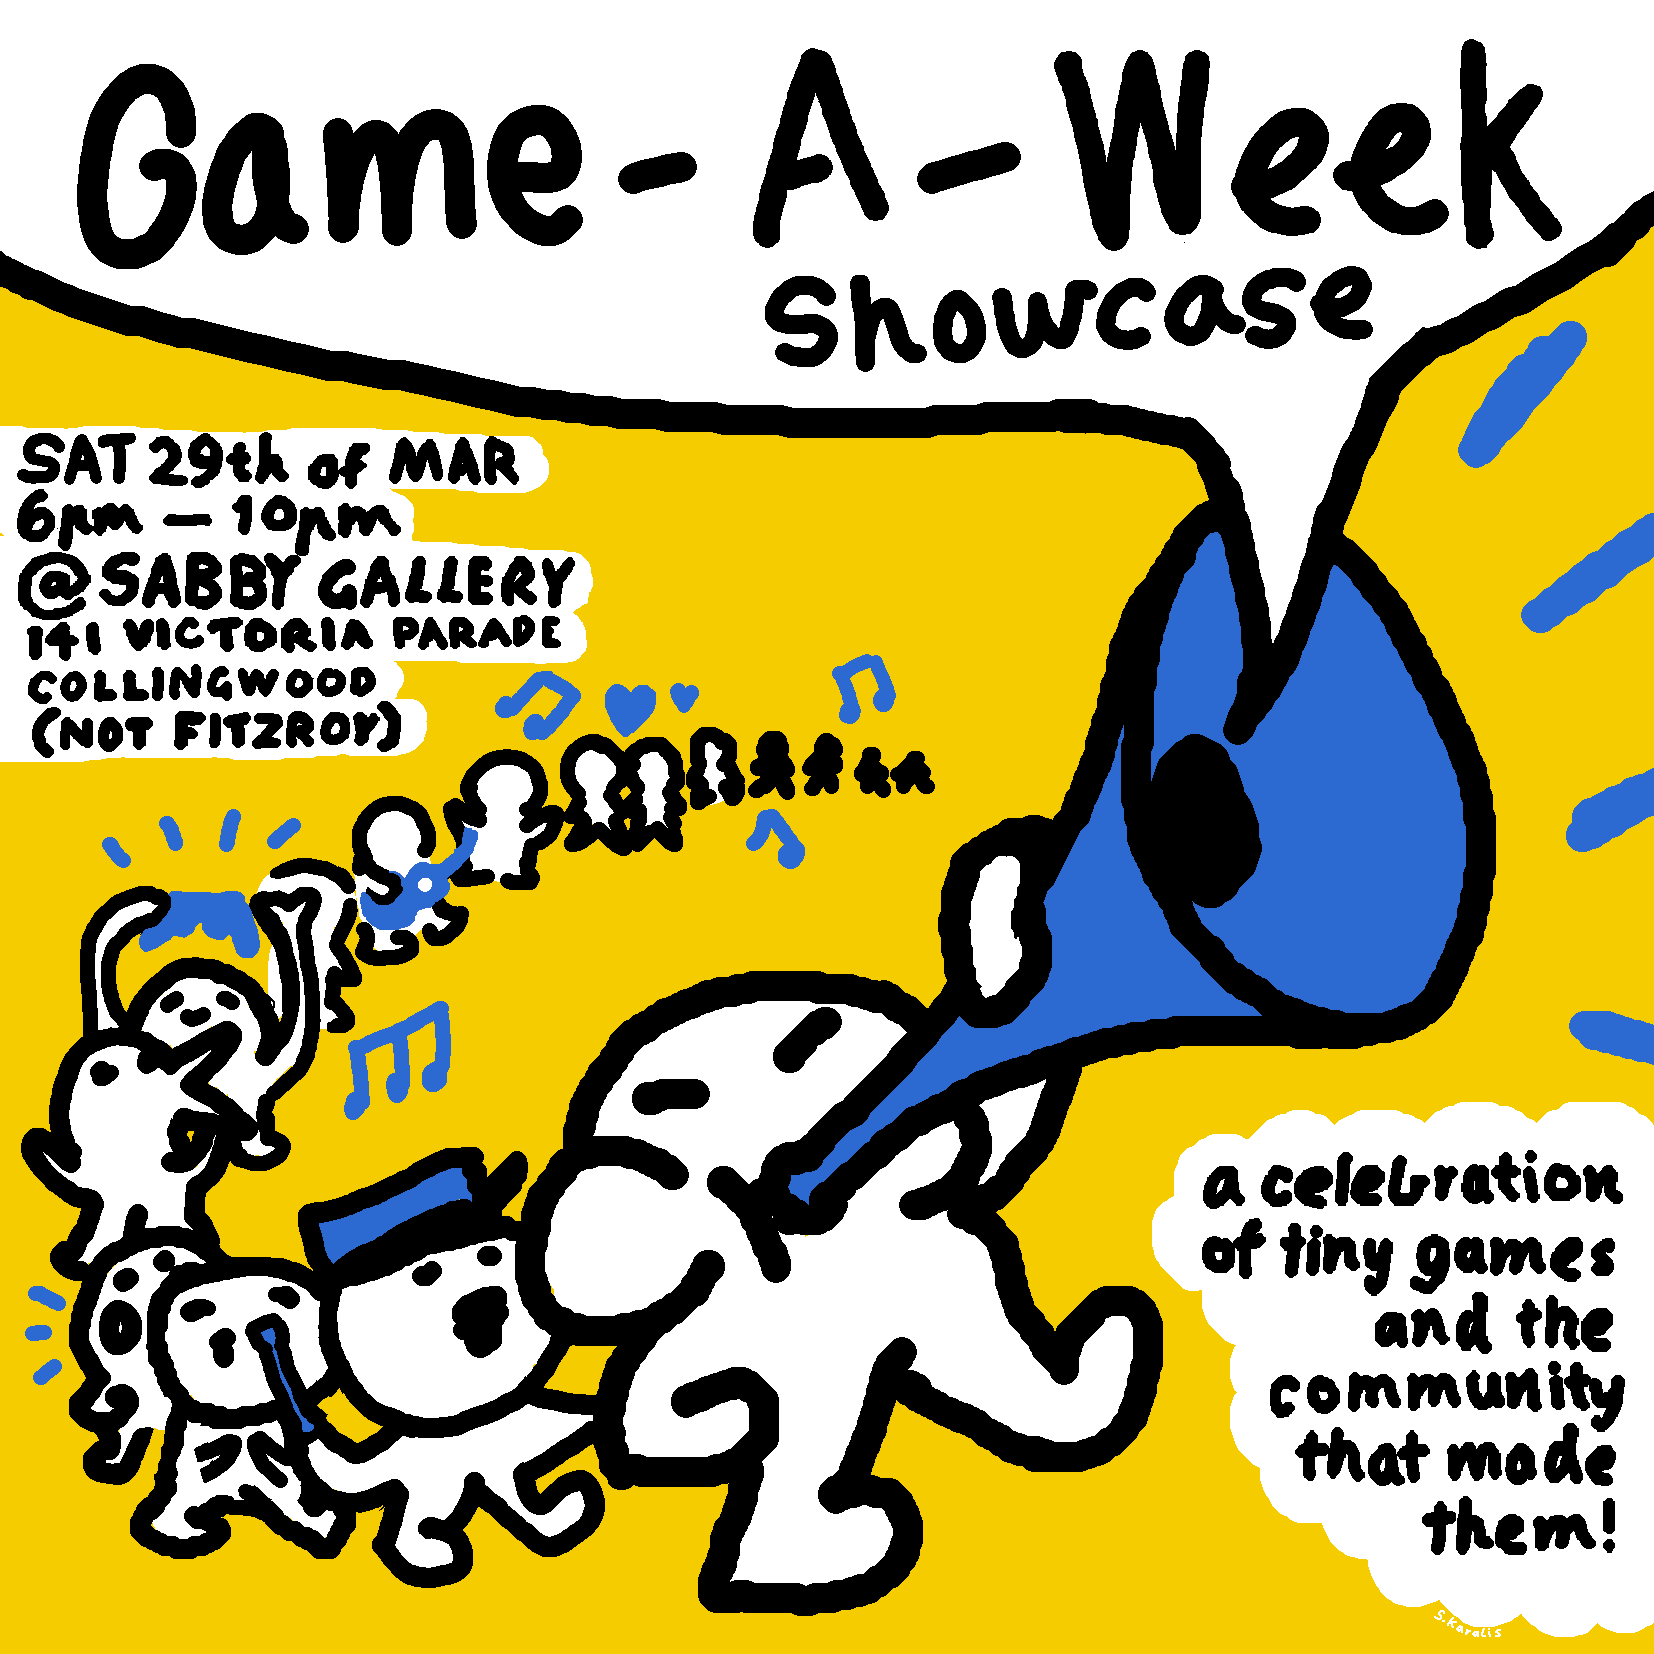 Game-A-Week
Showcase
SAT 29th of MAR
6pm — 10pm
@SABBY GALLERY
141 VICTORIA PARADE
COLLINGWOOD
(NOT FITZROY)
a celebration
of tiny games
and the
community
that made
them!
S.Karalis